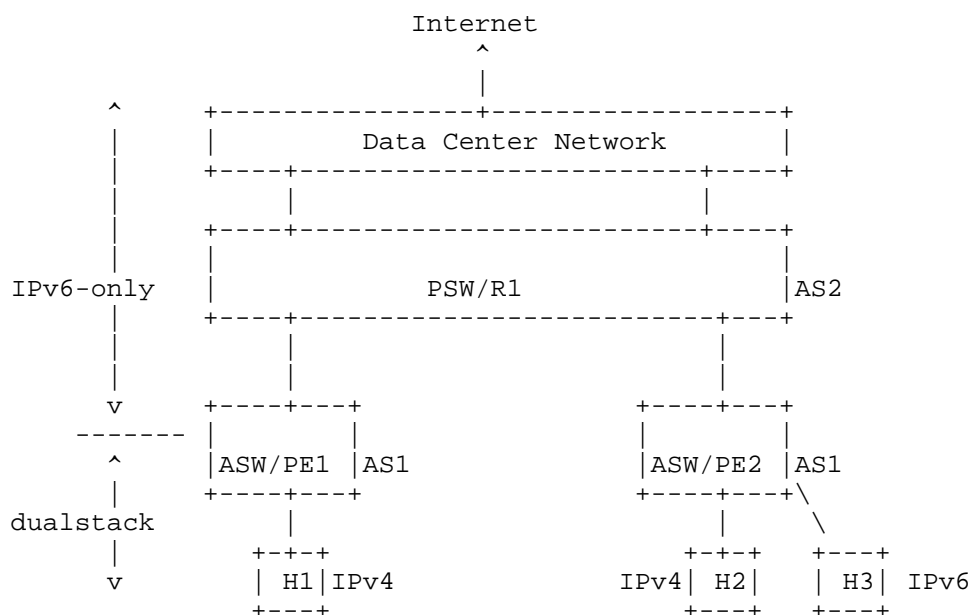 Internet
Data Center Network
IPv6-only PSW/R1 AS2
ASW/PE1 AS1 ASW/PE2 AS1
dualstack
H1 IPv4 IPv4 H2 H3 IPv6